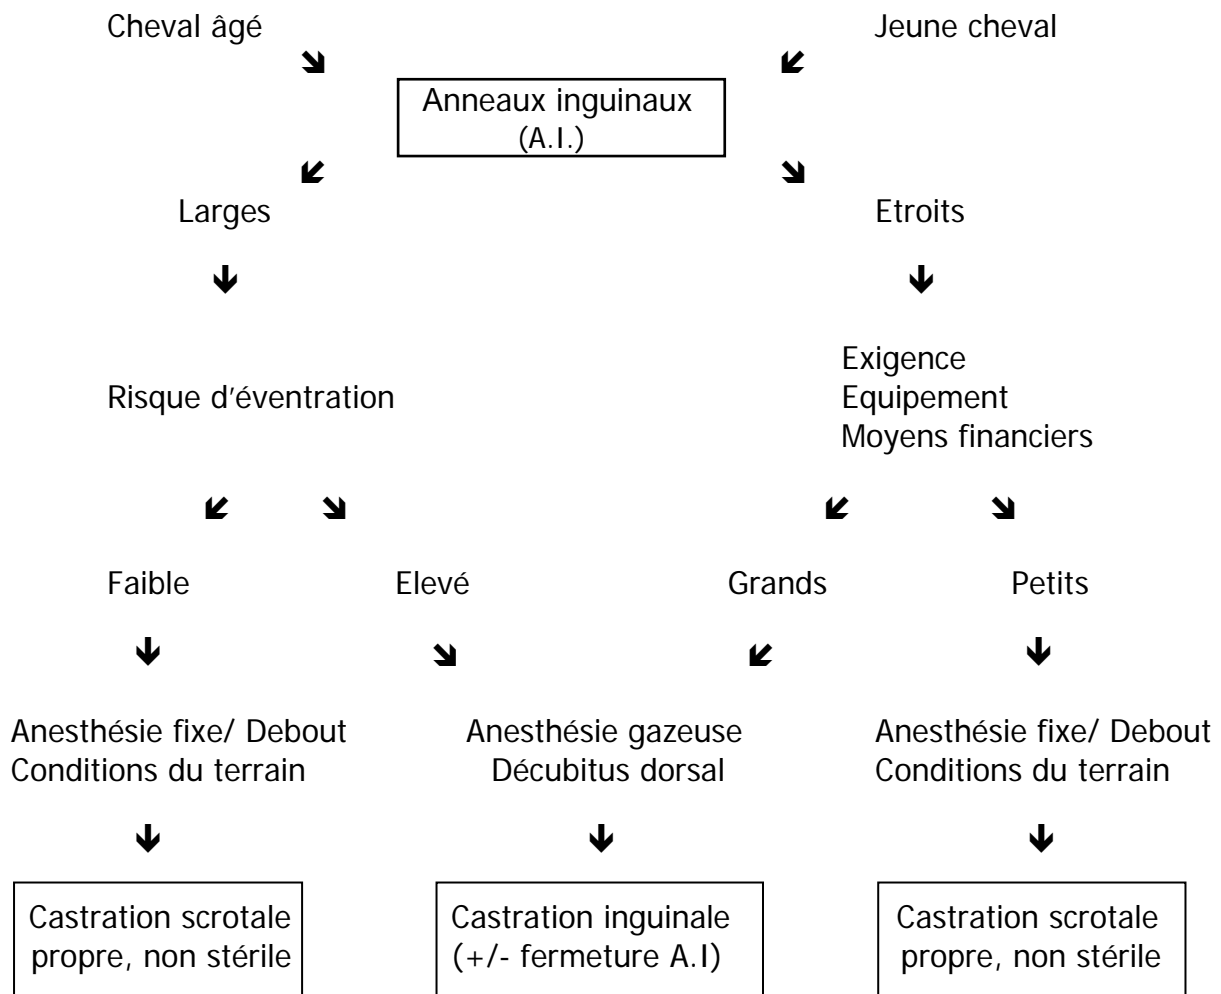 Cheval âgé
Jeune cheval
Anneaux inguinaux
(A.I.)
Larges
Etroits
Risque d'éventration
Exigence
Equipement
Moyens financiers
Faible
Elevé
Grands
Petits
Anesthésie fixe/ Debout
Conditions du terrain
Anesthésie gazeuse
Décubitus dorsal
Anesthésie fixe/ Debout
Conditions du terrain
Castration scrotale
propre, non stérile
Castration inguinale
(+/- fermeture A.I)
Castration scrotale
propre, non stérile